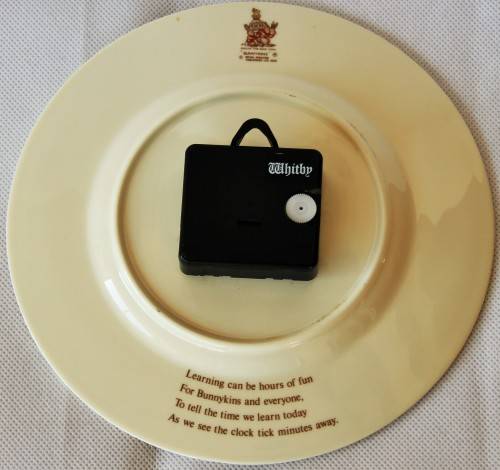 BUNNYKINS
Whitby
Learning can be hours of fun
For Bunnykins and everyone,
To tell the time we learn today
As we see the clock tick minutes away.